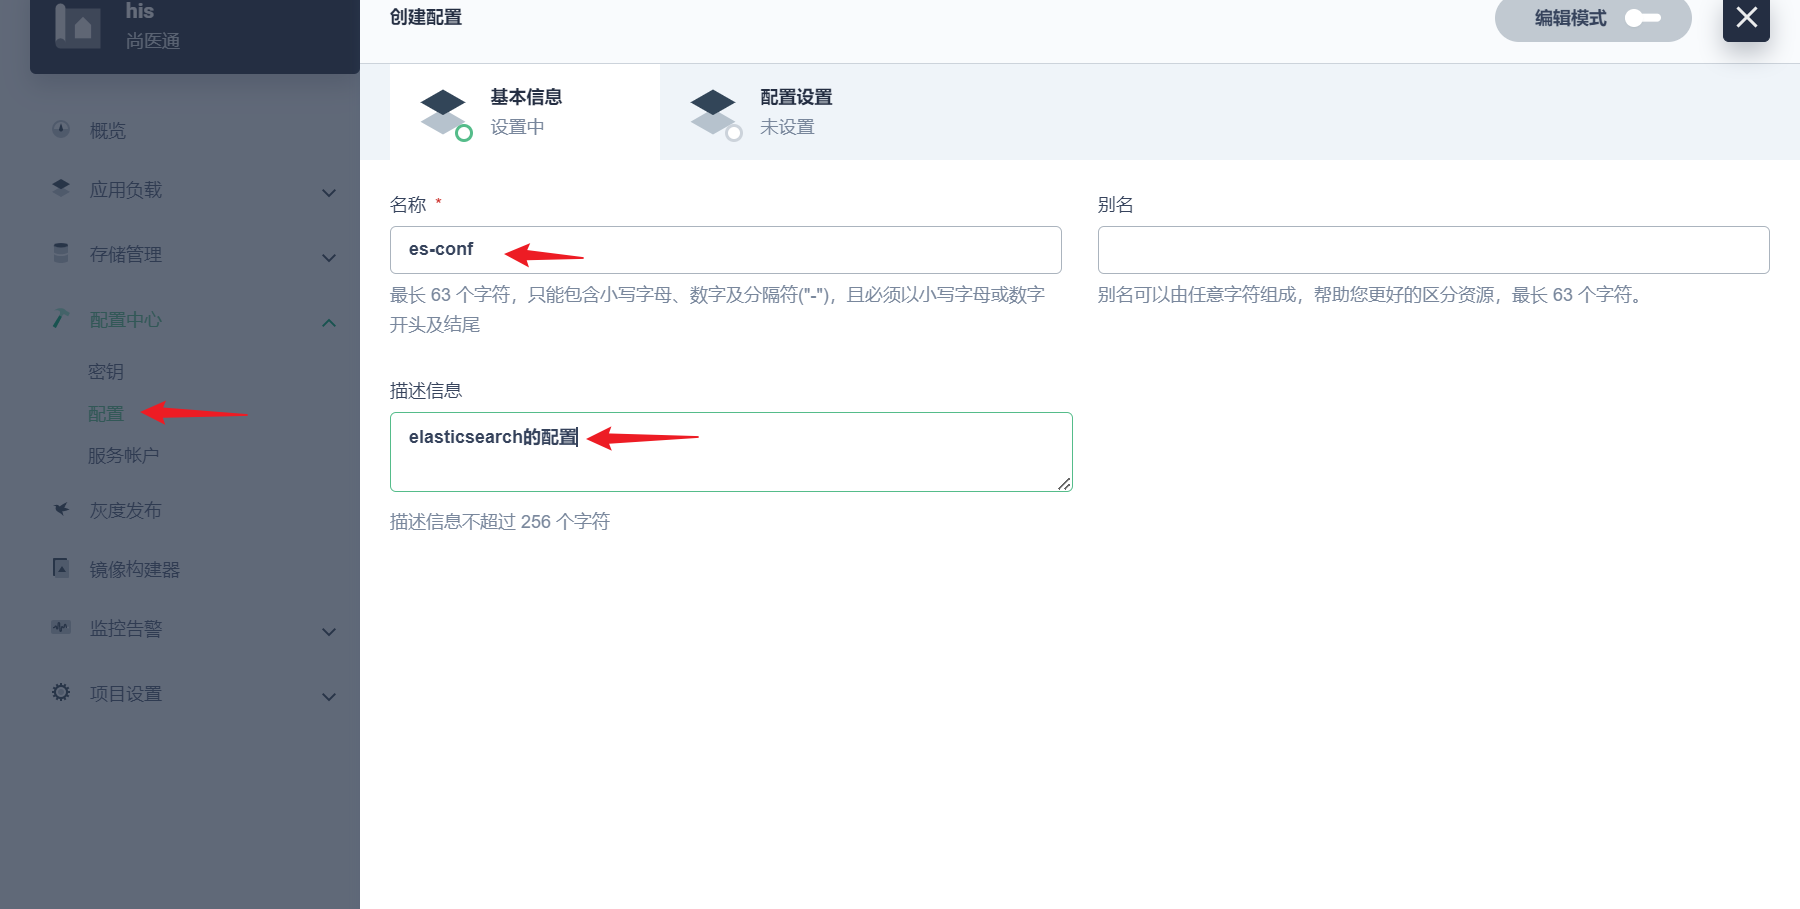 his
尚医通
概览
应用负载
存储管理
配置中心
密钥
配置
服务帐户
灰度发布
镜像构建器
监控告警
项目设置
创建配置
编辑模式
基本信息
设置中
配置设置
未设置
名称 *
es-conf
最长 63 个字符，只能包含小写字母、数字及分隔符("-")，且必须以小写字母或数字
开头及结尾
别名
别名可以由任意字符组成，帮助您更好的区分资源，最长 63 个字符。
描述信息
elasticsearch的配置
描述信息不超过 256 个字符